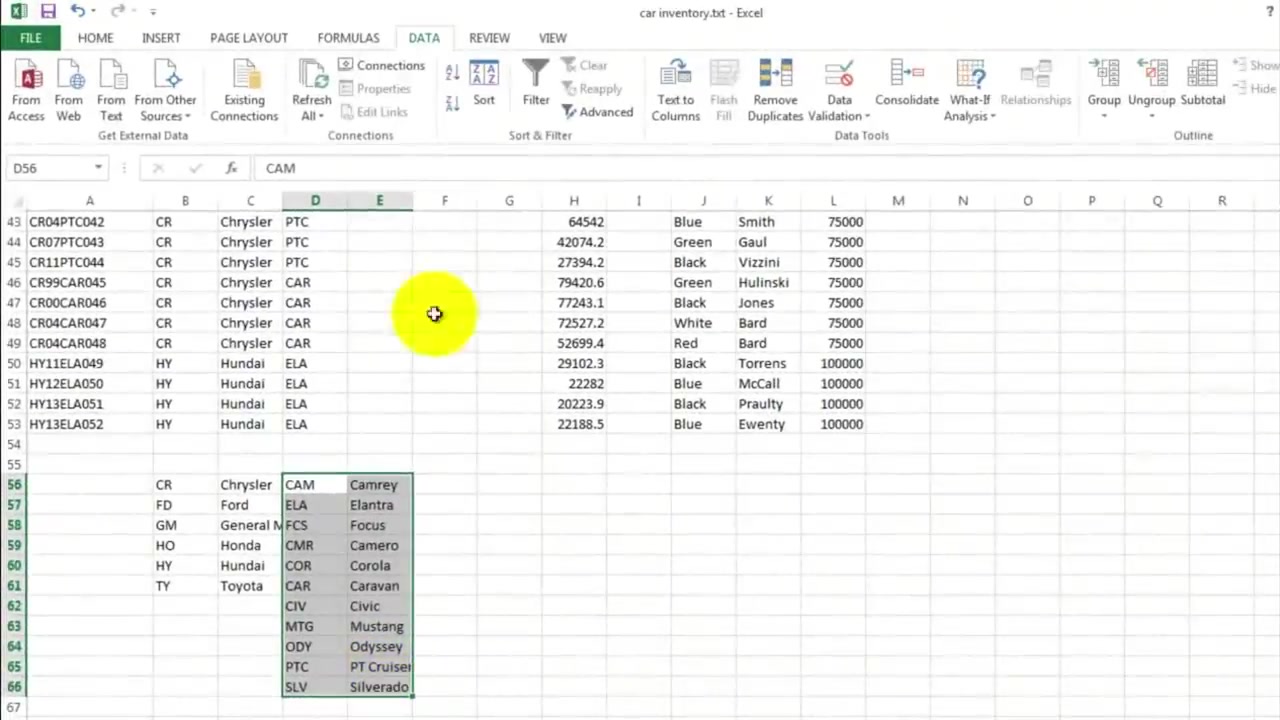 car inventory.txt - Excel
?
FILE HOME INSERT PAGE LAYOUT FORMULAS DATA REVIEW VIEW
From Access
From Web
From Text
From Other Sources
Existing Connections
Get External Data
Refresh All
Connections
Properties
Edit Links
Connections
Sort
Filter
Clear
Reapply
Advanced
Sort & Filter
Text to Columns
Flash Fill
Remove Duplicates
Data Validation
Consolidate
What-If Analysis
Relationships
Data Tools
Group
Ungroup
Subtotal
Show
Hide
Outline
D56 fx CAM
A B C D E F G H I J K L M N O P Q R
43 CR04PTC042 CR Chrysler PTC 64542 Blue Smith 75000
44 CR07PTC043 CR Chrysler PTC 42074.2 Green Gaul 75000
45 CR11PTC044 CR Chrysler PTC 27394.2 Black Vizzini 75000
46 CR99CAR045 CR Chrysler CAR 79420.6 Green Hulinski 75000
47 CR00CAR046 CR Chrysler CAR 77243.1 Black Jones 75000
48 CR04CAR047 CR Chrysler CAR 72527.2 White Bard 75000
49 CR04CAR048 CR Chrysler CAR 52699.4 Red Bard 75000
50 HY11ELA049 HY Hundai ELA 29102.3 Black Torrens 100000
51 HY12ELA050 HY Hundai ELA 22282 Blue McCall 100000
52 HY13ELA051 HY Hundai ELA 20223.9 Black Praulty 100000
53 HY13ELA052 HY Hundai ELA 22188.5 Blue Ewenty 100000
54
55
56 CR Chrysler CAM Camrey
57 FD Ford ELA Elantra
58 GM General M FCS Focus
59 HO Honda CMR Camero
60 HY Hundai COR Corola
61 TY Toyota CAR Caravan
62 CIV Civic
63 MTG Mustang
64 ODY Odyssey
65 PTC PT Cruiser
66 SLV Silverado
67